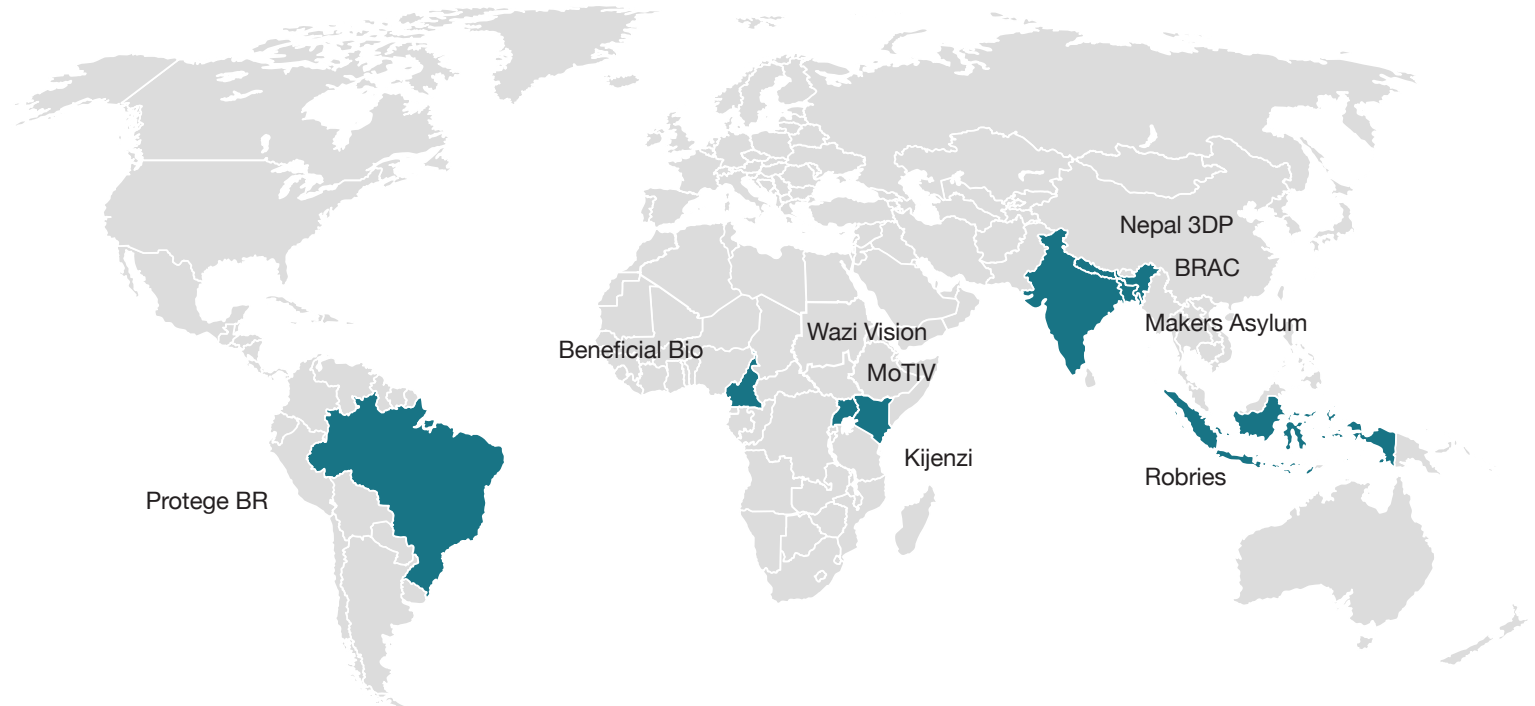 Nepal 3DP
BRAC
Makers Asylum
Wazi Vision
Beneficial Bio
MoTIV
Kijenzi
Robries
Protege BR